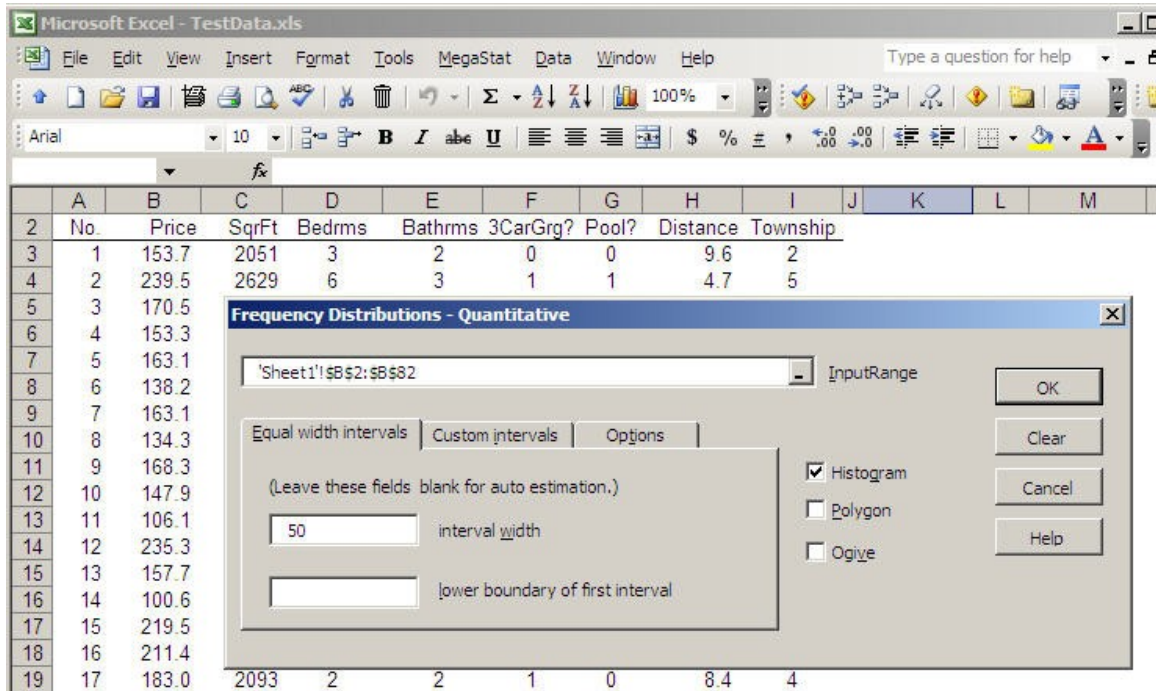 Microsoft Excel - TestData.xls
File Edit View Insert Format Tools MegaStat Data Window Help Type a question for help
ABC Σ A Z Z A 100%
Arial 10 B I abc U a $ % ± , .00 .00 A
fx
A B C D E F G H I J K L M
2 No. Price SqrFt Bedrms Bathrms 3CarGrg? Pool? Distance Township
3 1 153.7 2051 3 2 0 0 9.6 2
4 2 239.5 2629 6 3 1 1 4.7 5
5 3 170.5
6 4 153.3
7 5 163.1
8 6 138.2
9 7 163.1
10 8 134.3
11 9 168.3
12 10 147.9
13 11 106.1
14 12 235.3
15 13 157.7
16 14 100.6
17 15 219.5
18 16 211.4
19 17 183.0 2093 2 2 1 0 8.4 4
Frequency Distributions - Quantitative
'Sheet1'!$B$2:$B$82 InputRange
OK
Equal width intervals Custom intervals Options
Clear
(Leave these fields blank for auto estimation.)
Histogram
Cancel
50 interval width
Polygon
Help
Ogive
lower boundary of first interval